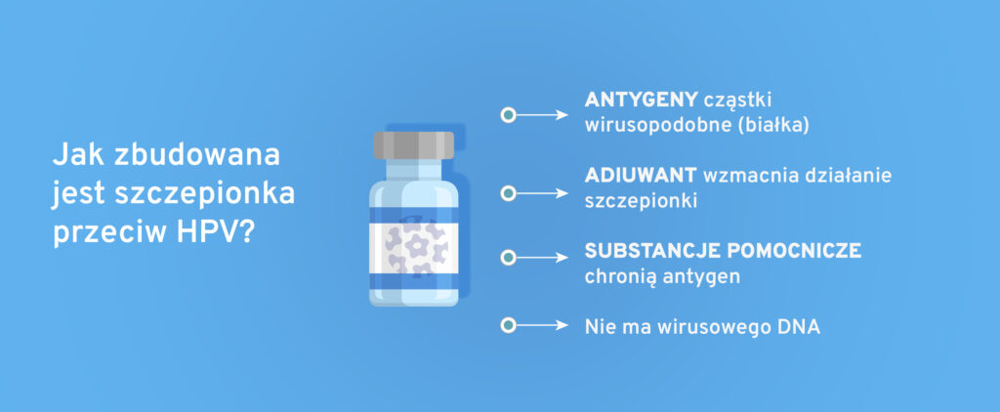 Jak zbudowana
jest szczepionka
przeciw HPV?
ANTYGENY cząstki
wirusopodobne (białka)
ADIUWANT wzmacnia działanie
szczepionki
SUBSTANCJE POMOCNICZE
chronią antygen
Nie ma wirusowego DNA